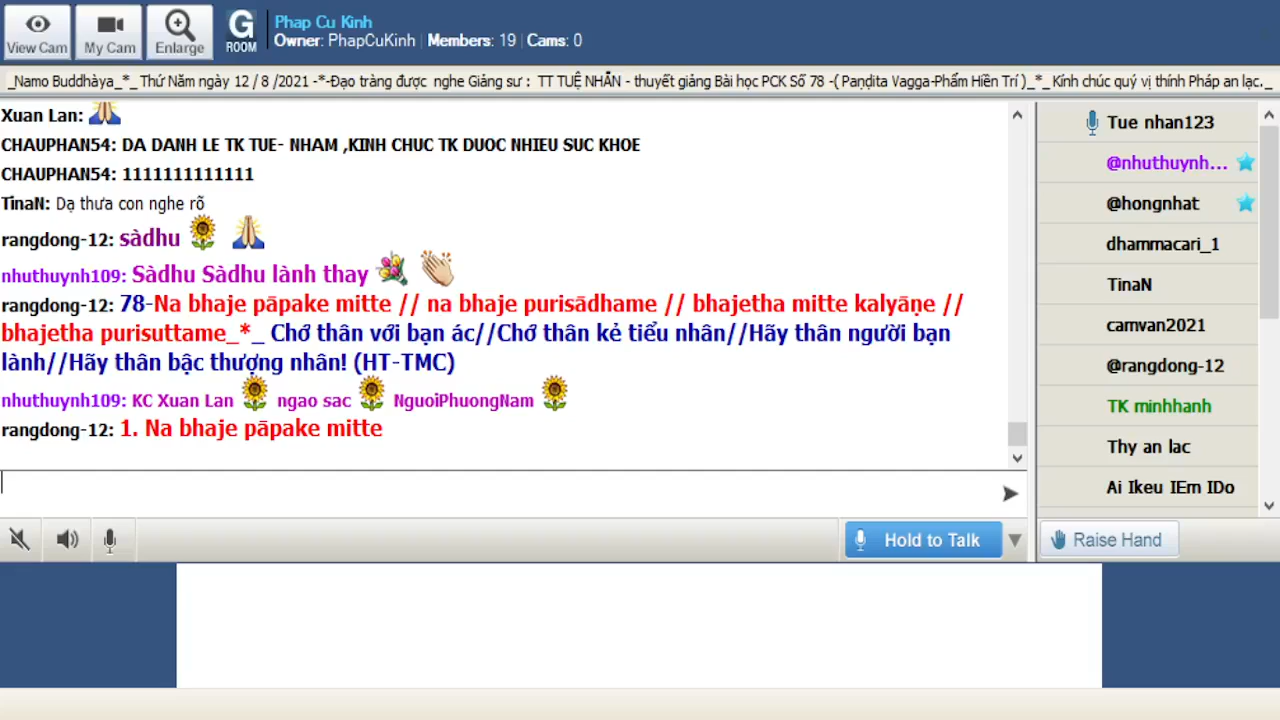 View Cam
My Cam
Enlarge
G
ROOM
Phap Cu Kinh
Owner: PhapCuKinh | Members: 19 | Cams: 0
_Namo Buddhàya_*_ Thứ Năm ngày 12 / 8 /2021 -*-Đạo tràng được nghe Giảng sư : TT TUỆ NHẪN - thuyết giảng Bài học PCK Số 78 -( Paṇḍita Vagga-Phẩm Hiền Trí )_*_ Kính chúc quý vị thính Pháp an lạc._
Xuan Lan:
CHAUPHAN54: DA DANH LE TK TUE- NHAM ,KINH CHUC TK DUOC NHIEU SUC KHOE
CHAUPHAN54: 1111111111111
TinaN: Dạ thưa con nghe rõ
rangdong-12: sàdhu
nhuthuynh109: Sàdhu Sàdhu lành thay
rangdong-12: 78-Na bhaje pāpake mitte // na bhaje purisādhame // bhajetha mitte kalyāṇe //
bhajetha purisuttame_*_ Chớ thân với bạn ác//Chớ thân kẻ tiểu nhân//Hãy thân người bạn
lành//Hãy thân bậc thượng nhân! (HT-TMC)
nhuthuynh109: KC Xuan Lan ngao sac NguoiPhuongNam
rangdong-12: 1. Na bhaje pāpake mitte
Tue nhan123
@nhuthuynh...
@hongnhat
dhammacari_1
TinaN
camvan2021
@rangdong-12
TK minhhanh
Thy an lac
Ai Ikeu IEm IDo
Hold to Talk
Raise Hand